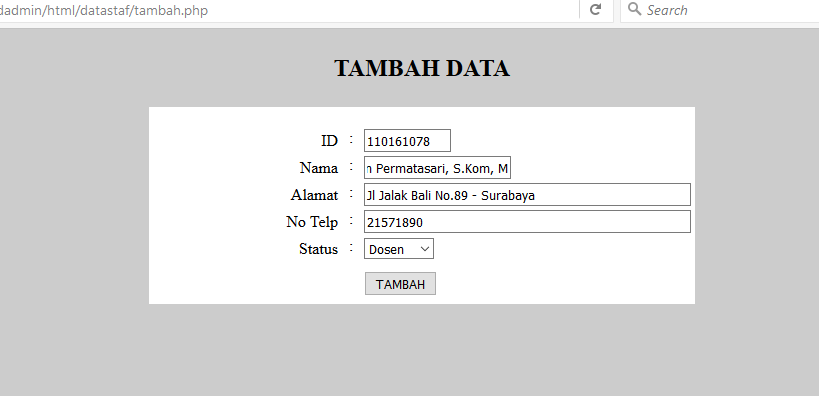 dadmin/html/datastaf/tambah.php Search
TAMBAH DATA
ID : 110161078
Nama : n Permatasari, S.Kom, M
Alamat : Jl Jalak Bali No.89 - Surabaya
No Telp : 21571890
Status : Dosen
TAMBAH